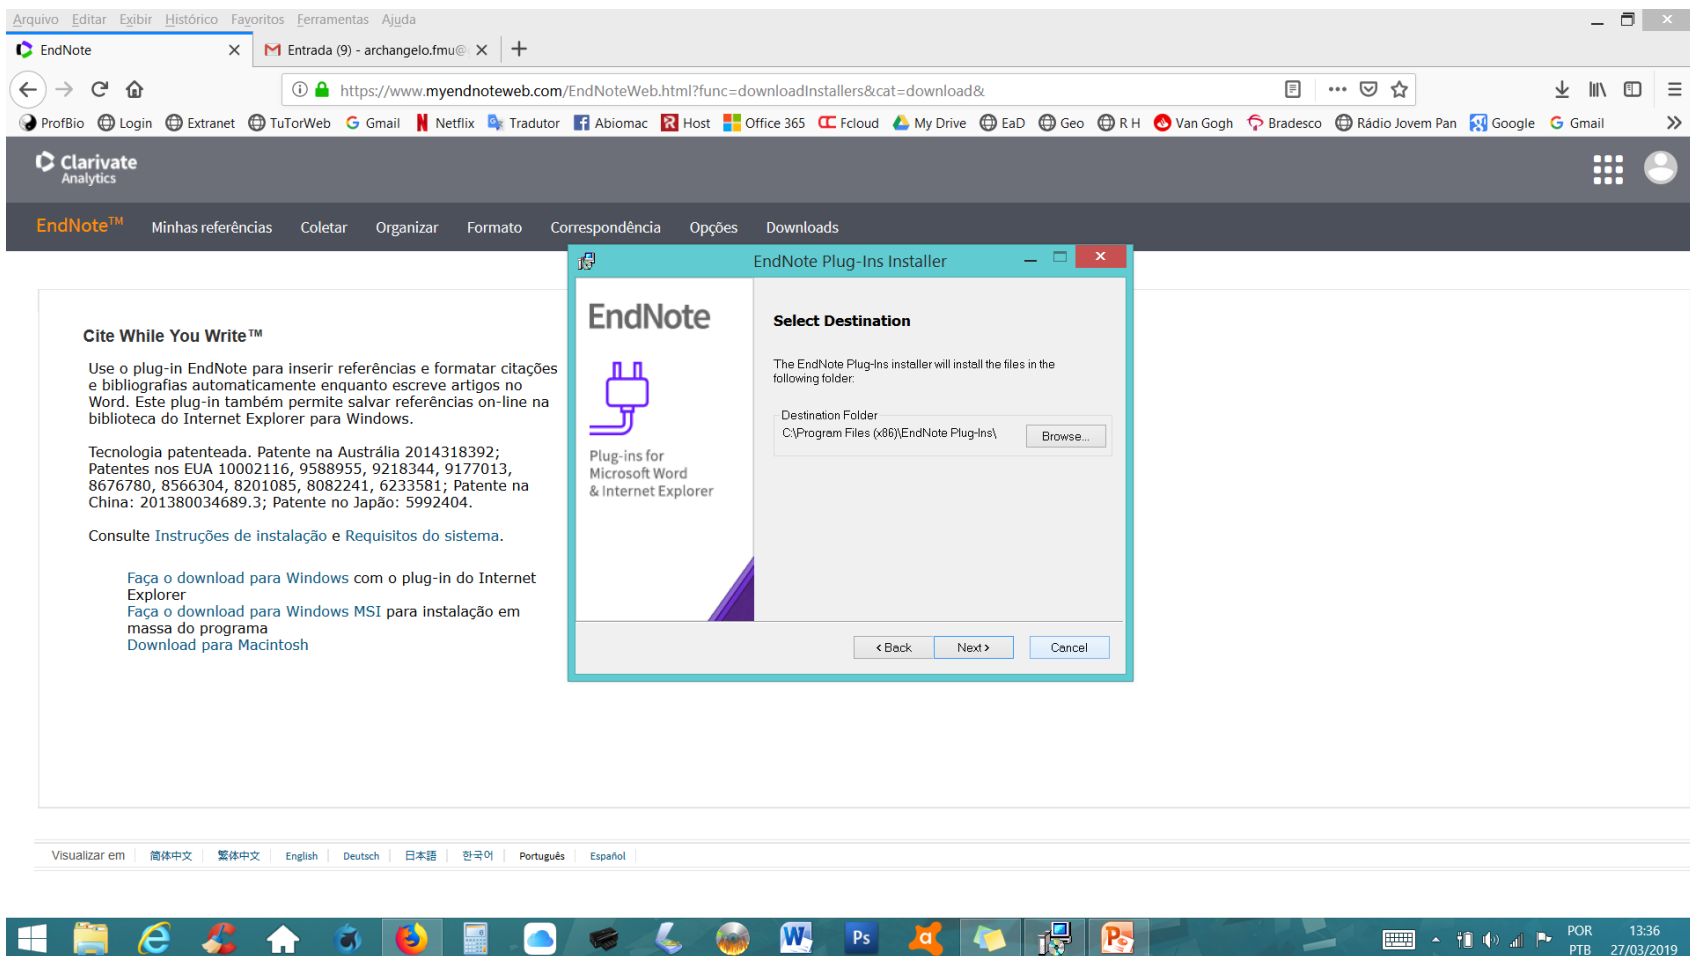 Arquivo Editar Exibir Histórico Favoritos Ferramentas Ajuda
EndNote
Entrada (9) - archangelo.fmu@
https://www.myendnoteweb.com/EndNoteWeb.html?func=downloadInstallers&cat=download&
ProfBio Login Extranet TuTorWeb Gmail Netflix Tradutor Abiomac Host Office 365 Fcloud My Drive EaD Geo R H Van Gogh Bradesco Rádio Jovem Pan Google Gmail
Clarivate
Analytics
EndNote™ Minhas referências Coletar Organizar Formato Correspondência Opções Downloads
Cite While You Write™
Use o plug-in EndNote para inserir referências e formatar citações
e bibliografias automaticamente enquanto escreve artigos no
Word. Este plug-in também permite salvar referências on-line na
biblioteca do Internet Explorer para Windows.
Tecnologia patenteada. Patente na Austrália 2014318392;
Patentes nos EUA 10002116, 9588955, 9218344, 9177013,
8676780, 8566304, 8201085, 8082241, 6233581; Patente na
China: 201380034689.3; Patente no Japão: 5992404.
Consulte Instruções de instalação e Requisitos do sistema.
Faça o download para Windows com o plug-in do Internet
Explorer
Faça o download para Windows MSI para instalação em
massa do programa
Download para Macintosh
EndNote Plug-Ins Installer
EndNote
Plug-ins for
Microsoft Word
& Internet Explorer
Select Destination
The EndNote Plug-Ins installer will install the files in the
following folder:
Destination Folder
C:\Program Files (x86)\EndNote Plug-Ins\
Browse...
< Back Next > Cancel
Visualizar em 简体中文 繁体中文 English Deutsch 日本語 한국어 Português Español
Ps
POR 13:36
PTB 27/03/2019